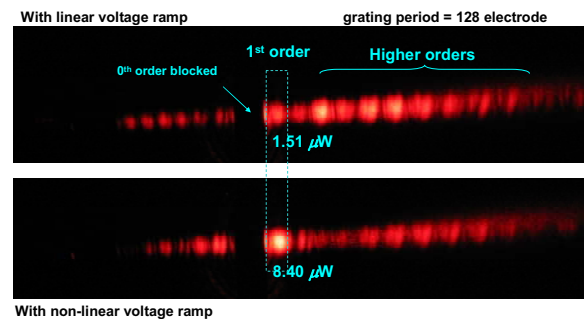 With linear voltage ramp
grating period = 128 electrode
1st order
Higher orders
0th order blocked
1.51 μW
8.40 μW
With non-linear voltage ramp